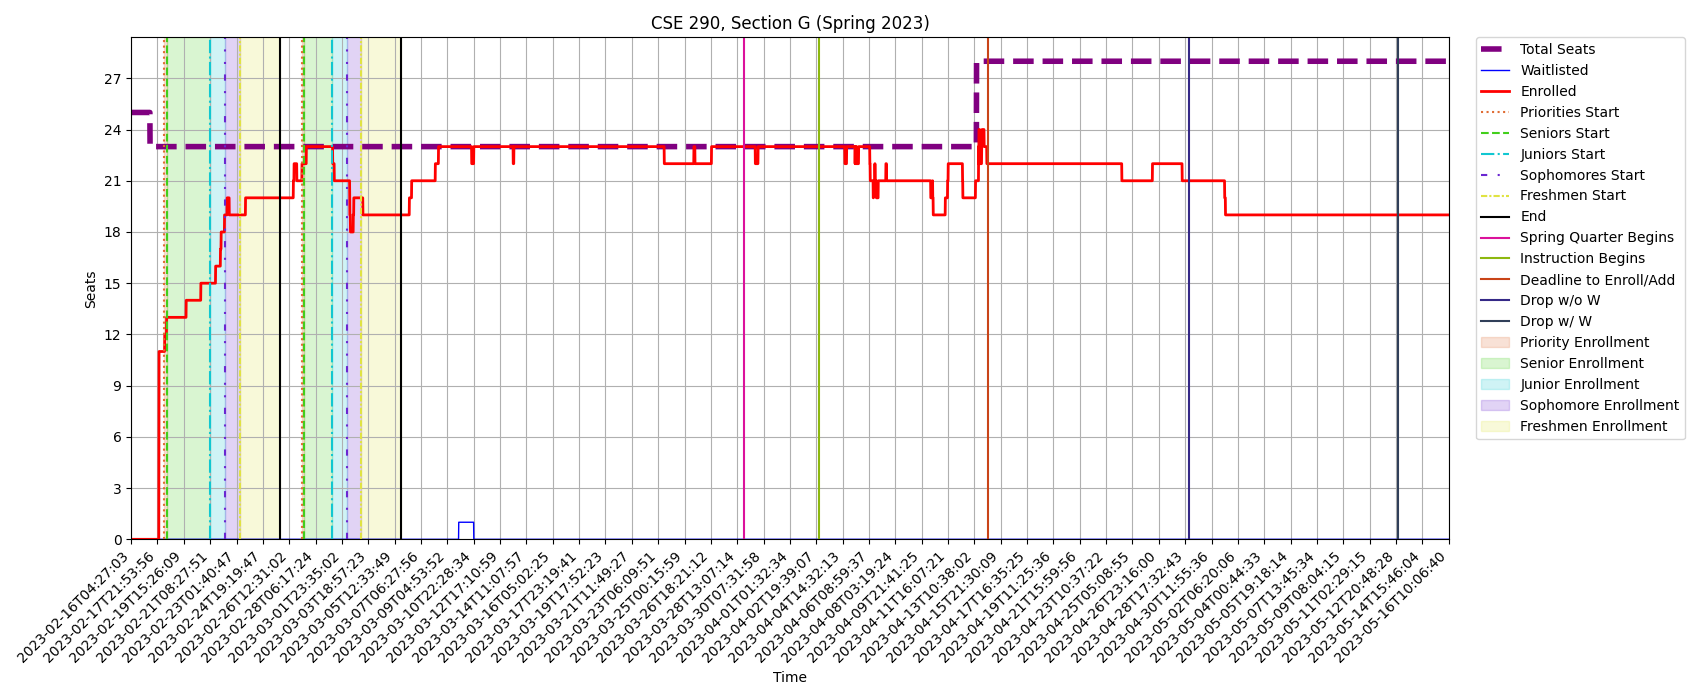 CSE 290, Section G (Spring 2023)
Seats
27
24
21
18
15
12
9
6
3
0
2023-02-16T04:27:03
2023-02-17T21:53:56
2023-02-19T15:26:09
2023-02-21T08:27:51
2023-02-23T01:40:47
2023-02-24T19:19:47
2023-02-26T12:31:02
2023-02-28T06:17:24
2023-03-01T23:35:02
2023-03-03T18:57:23
2023-03-05T12:33:49
2023-03-07T06:27:56
2023-03-09T04:53:52
2023-03-10T22:28:34
2023-03-12T17:10:59
2023-03-14T11:07:57
2023-03-16T05:02:25
2023-03-17T23:19:41
2023-03-19T17:52:23
2023-03-21T11:49:27
2023-03-23T06:09:51
2023-03-25T00:15:59
2023-03-26T18:21:12
2023-03-28T13:07:14
2023-03-30T07:31:58
2023-04-01T01:32:34
2023-04-02T19:39:07
2023-04-04T14:32:13
2023-04-06T08:59:37
2023-04-08T03:19:24
2023-04-09T21:41:25
2023-04-11T16:07:21
2023-04-13T10:38:02
2023-04-15T21:30:09
2023-04-17T16:35:25
2023-04-19T11:25:36
2023-04-21T15:59:56
2023-04-23T10:37:22
2023-04-25T05:08:55
2023-04-26T23:16:00
2023-04-28T17:32:43
2023-04-30T11:55:36
2023-05-02T06:20:06
2023-05-04T00:44:33
2023-05-05T19:18:14
2023-05-07T13:45:34
2023-05-09T08:04:15
2023-05-11T02:29:15
2023-05-12T20:48:28
2023-05-14T15:46:04
2023-05-16T10:06:40
Time
Total Seats
Waitlisted
Enrolled
Priorities Start
Seniors Start
Juniors Start
Sophomores Start
Freshmen Start
End
Spring Quarter Begins
Instruction Begins
Deadline to Enroll/Add
Drop w/o W
Drop w/ W
Priority Enrollment
Senior Enrollment
Junior Enrollment
Sophomore Enrollment
Freshmen Enrollment